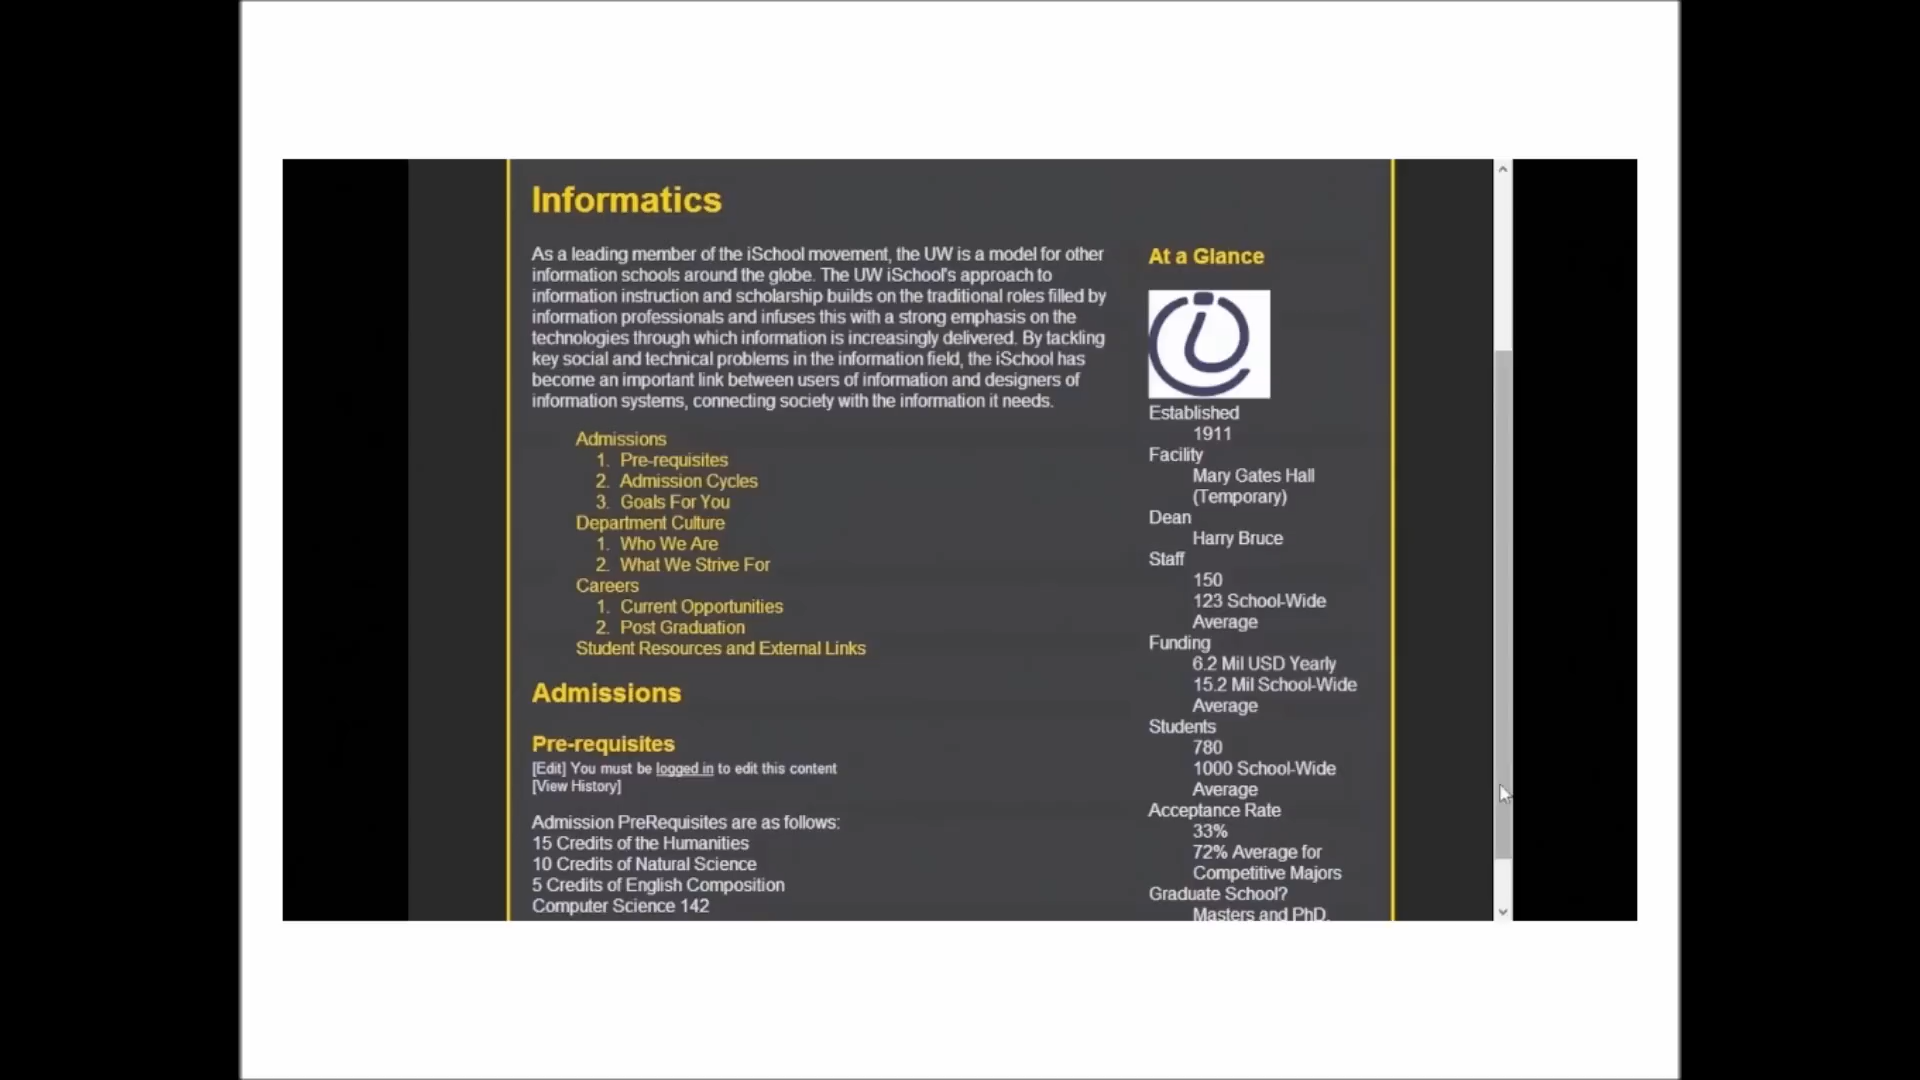 Informatics
As a leading member of the iSchool movement, the UW is a model for other
information schools around the globe. The UW iSchool's approach to
information instruction and scholarship builds on the traditional roles filled by
information professionals and infuses this with a strong emphasis on the
technologies through which information is increasingly delivered. By tackling
key social and technical problems in the information field, the iSchool has
become an important link between users of information and designers of
information systems, connecting society with the information it needs.
Admissions
1. Pre-requisites
2. Admission Cycles
3. Goals For You
Department Culture
1. Who We Are
2. What We Strive For
Careers
1. Current Opportunities
2. Post Graduation
Student Resources and External Links
Admissions
Pre-requisites
[Edit] You must be logged in to edit this content
[View History]
Admission PreRequisites are as follows:
15 Credits of the Humanities
10 Credits of Natural Science
5 Credits of English Composition
Computer Science 142
At a Glance
Established
1911
Facility
Mary Gates Hall
(Temporary)
Dean
Harry Bruce
Staff
150
123 School-Wide
Average
Funding
6.2 Mil USD Yearly
15.2 Mil School-Wide
Average
Students
780
1000 School-Wide
Average
Acceptance Rate
33%
72% Average for
Competitive Majors
Graduate School?
Masters and PhD.